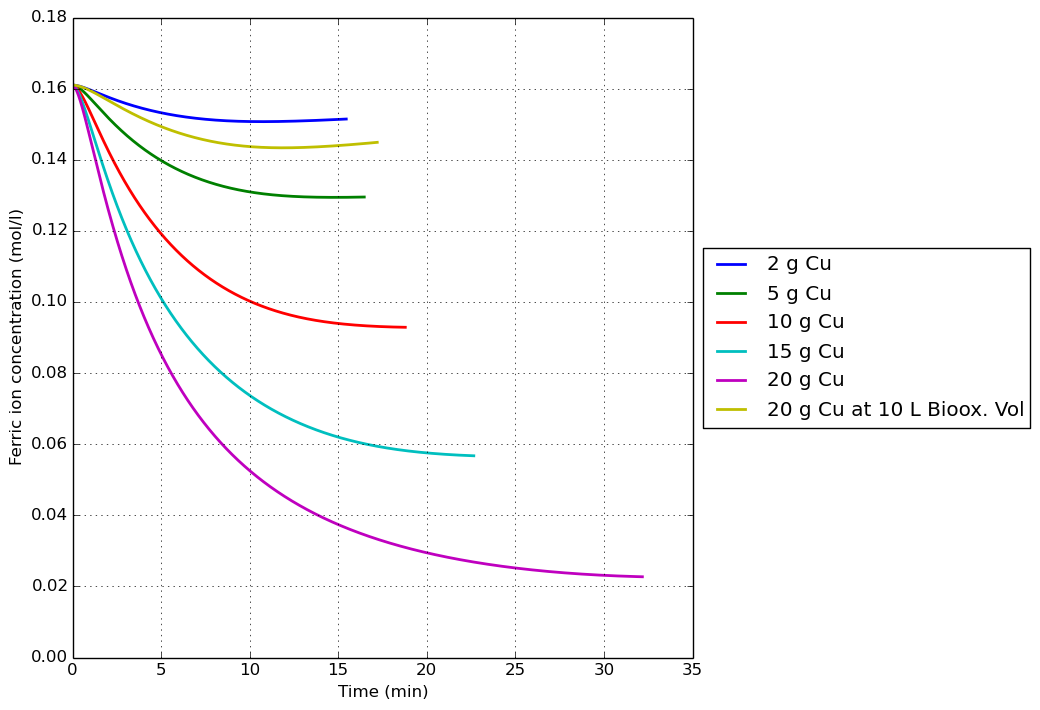 0.18
0.16
0.14
0.12
0.10
0.08
0.06
0.04
0.02
0.00
Ferric ion concentration (mol/l)
0 5 10 15 20 25 30 35
Time (min)
2 g Cu
5 g Cu
10 g Cu
15 g Cu
20 g Cu
20 g Cu at 10 L Bioox. Vol